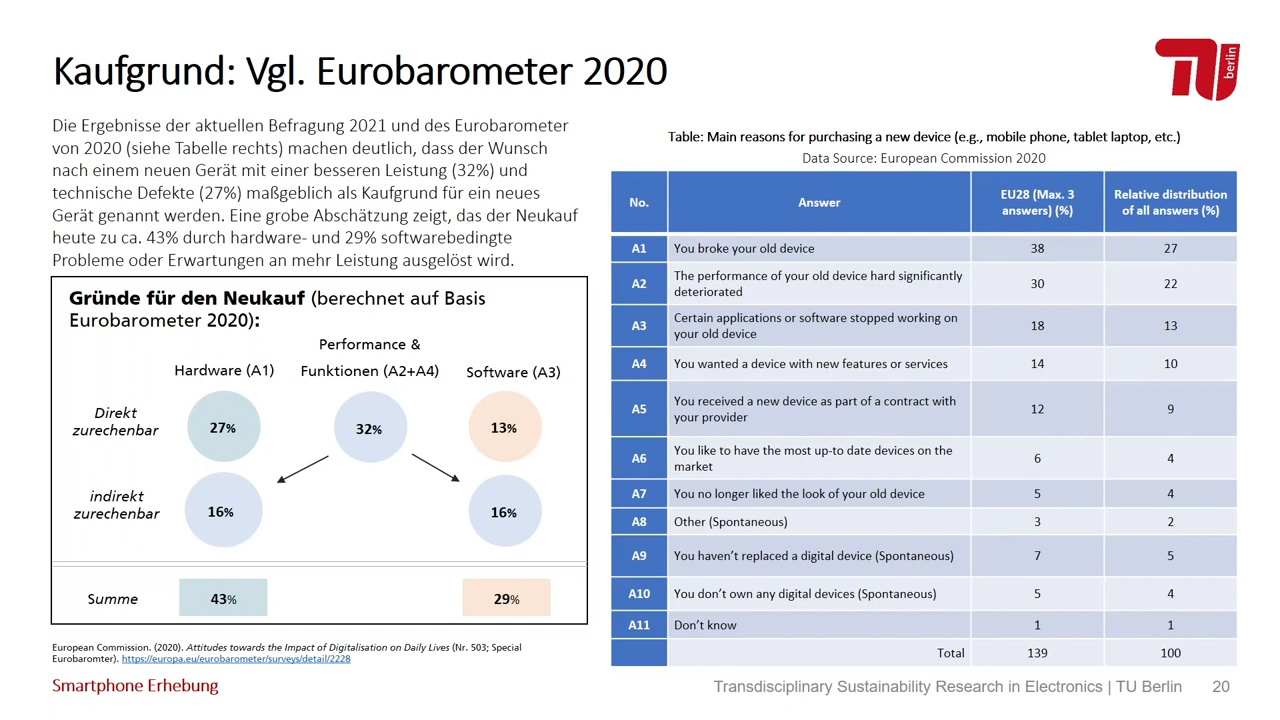 Kaufgrund: Vgl. Eurobarometer 2020
berlin
Die Ergebnisse der aktuellen Befragung 2021 und des Eurobarometer
von 2020 (siehe Tabelle rechts) machen deutlich, dass der Wunsch
nach einem neuen Gerät mit einer besseren Leistung (32%) und
technische Defekte (27%) maßgeblich als Kaufgrund für ein neues
Gerät genannt werden. Eine grobe Abschätzung zeigt, das der Neukauf
heute zu ca. 43% durch hardware- und 29% softwarebedingte
Probleme oder Erwartungen an mehr Leistung ausgelöst wird.
Gründe für den Neukauf (berechnet auf Basis
Eurobarometer 2020):
Performance &
Hardware (A1) Funktionen (A2+A4) Software (A3)
Direkt
zurechenbar
27% 32% 13%
indirekt
zurechenbar
16% 16%
Summe 43% 29%
European Commission. (2020). Attitudes towards the Impact of Digitalisation on Daily Lives (Nr. 503; Special
Eurobaromter). https://europa.eu/eurobarometer/surveys/detail/2228
Table: Main reasons for purchasing a new device (e.g., mobile phone, tablet laptop, etc.)
Data Source: European Commission 2020
No. Answer EU28 (Max. 3 answers) (%) Relative distribution of all answers (%)
A1 You broke your old device 38 27
A2 The performance of your old device hard significantly deteriorated 30 22
A3 Certain applications or software stopped working on your old device 18 13
A4 You wanted a device with new features or services 14 10
A5 You received a new device as part of a contract with your provider 12 9
A6 You like to have the most up-to date devices on the market 6 4
A7 You no longer liked the look of your old device 5 4
A8 Other (Spontaneous) 3 2
A9 You haven't replaced a digital device (Spontaneous) 7 5
A10 You don't own any digital devices (Spontaneous) 5 4
A11 Don't know 1 1
Total 139 100
Smartphone Erhebung
Transdisciplinary Sustainability Research in Electronics | TU Berlin 20